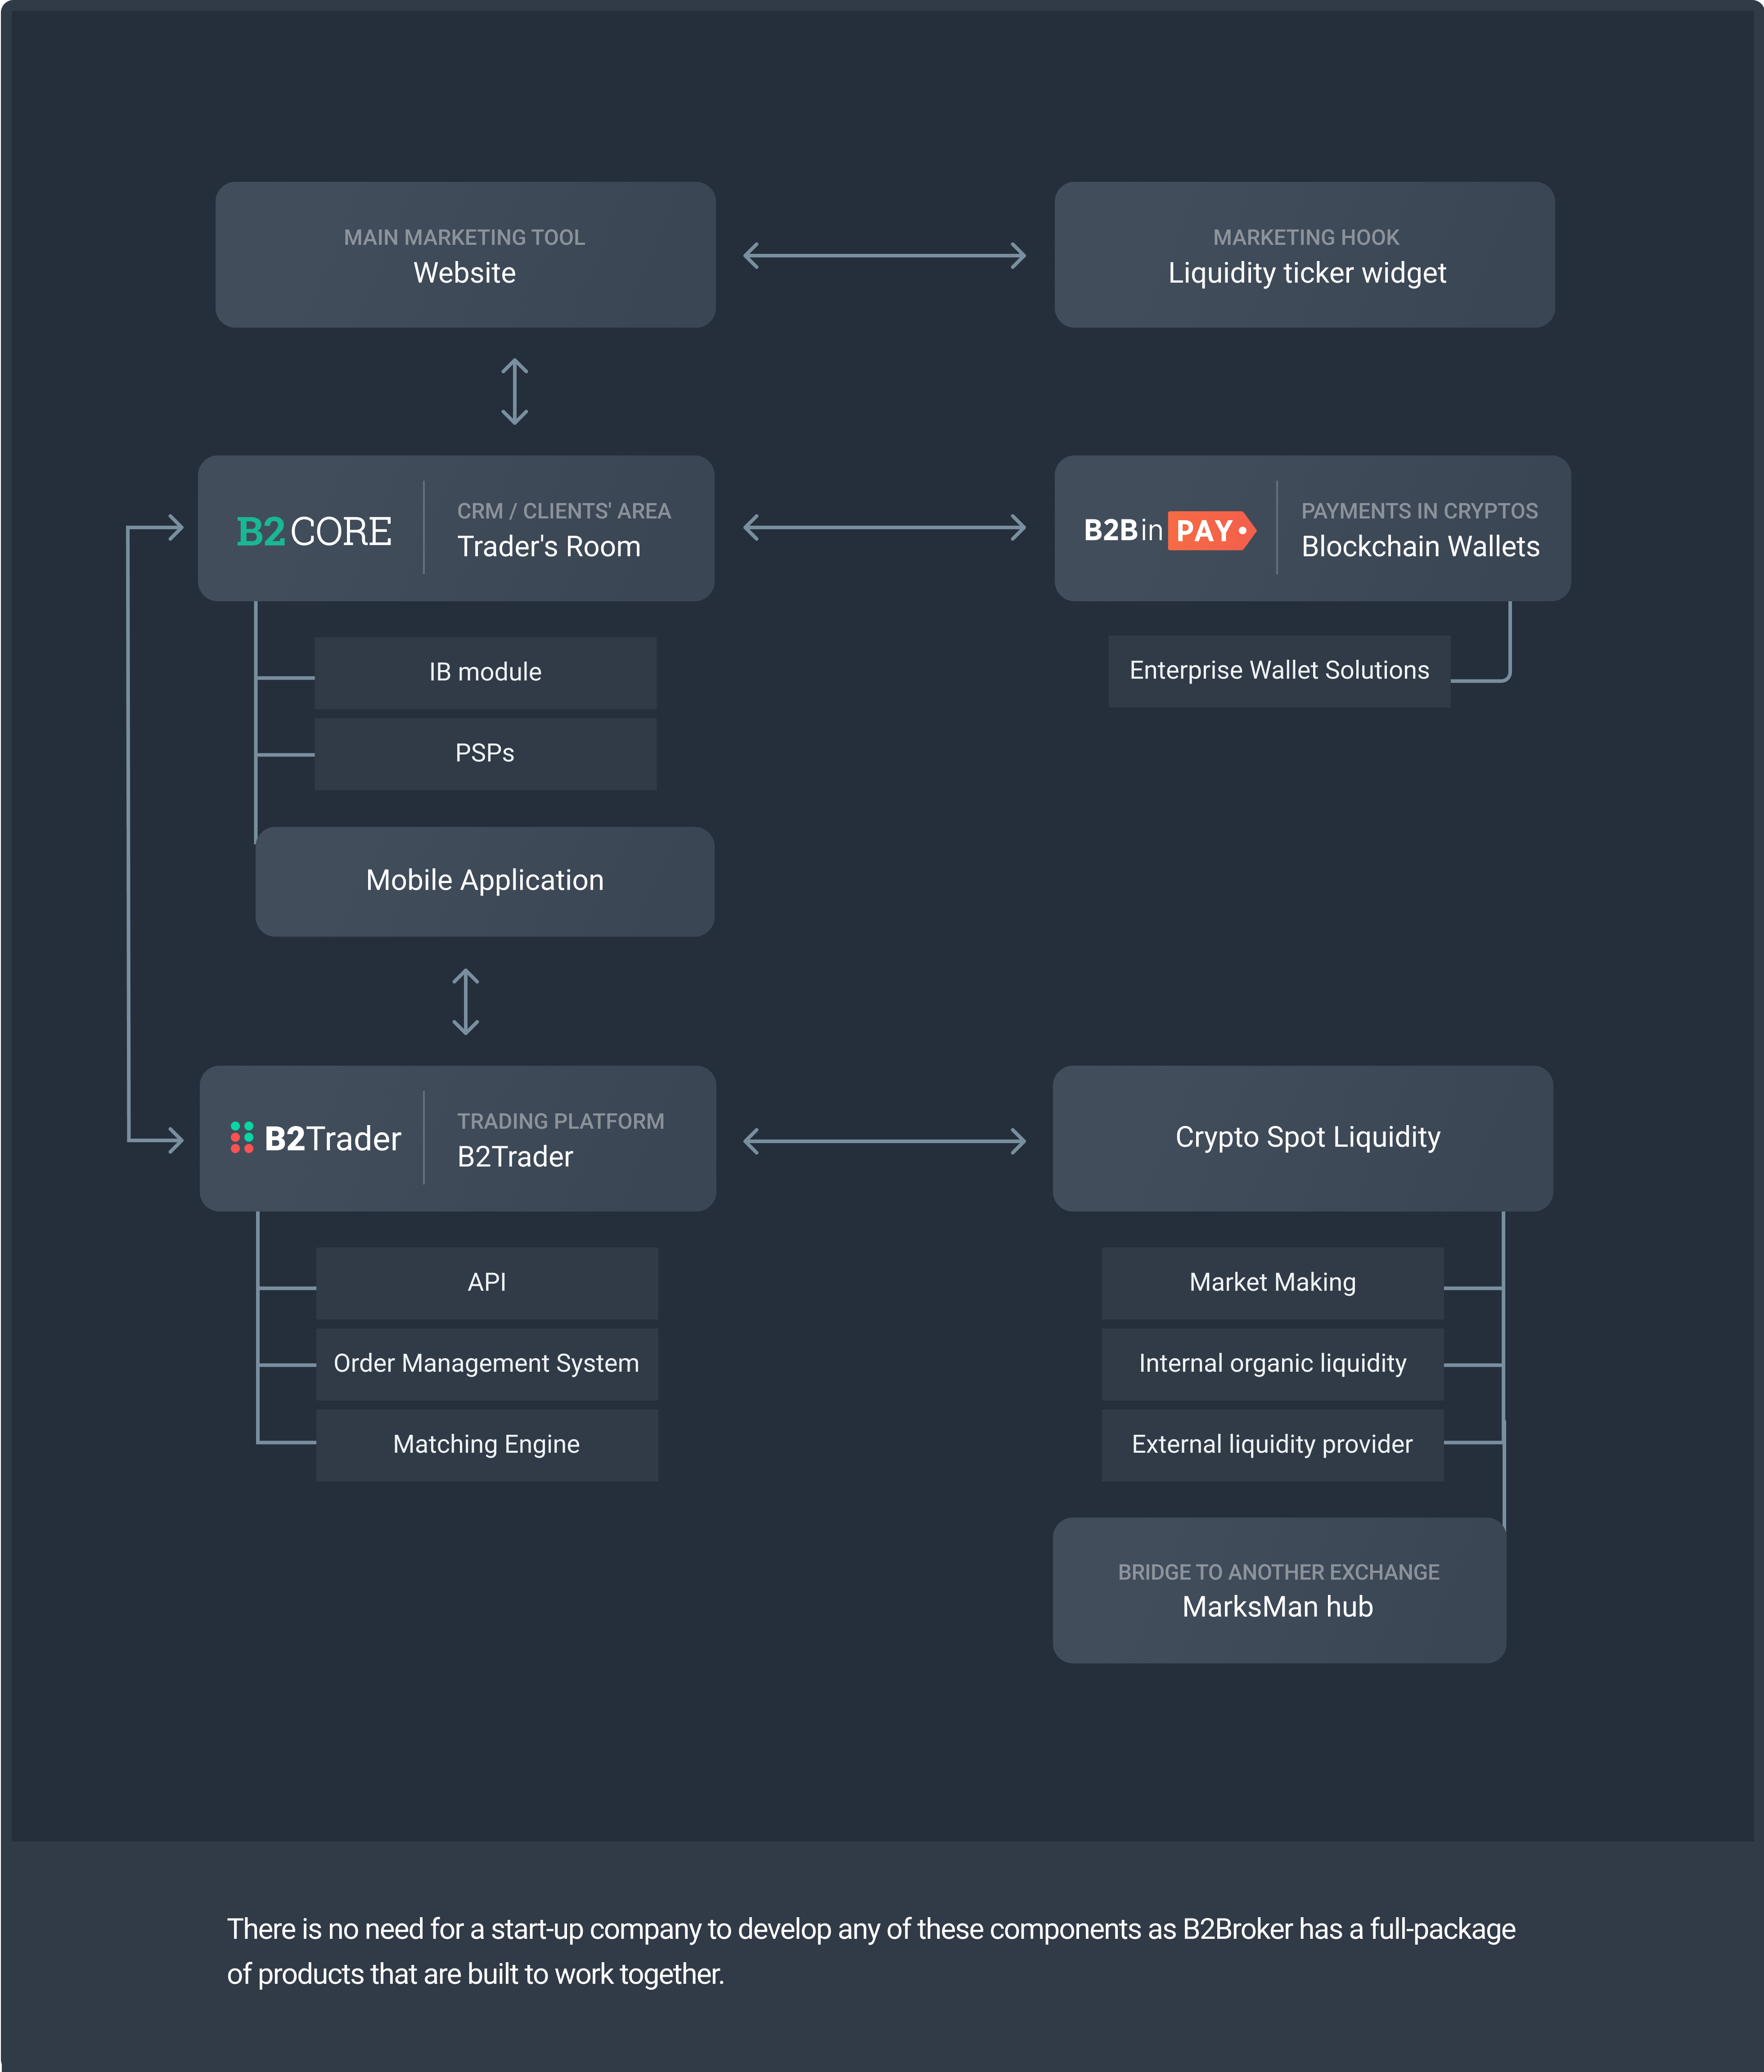 MAIN MARKETING TOOL
Website
MARKETING HOOK
Liquidity ticker widget
B2CORE
CRM / CLIENTS' AREA
Trader's Room
B2Bin PAY
PAYMENTS IN CRYPTOS
Blockchain Wallets
IB module
PSPs
Enterprise Wallet Solutions
Mobile Application
B2Trader
TRADING PLATFORM
B2Trader
Crypto Spot Liquidity
API
Order Management System
Matching Engine
Market Making
Internal organic liquidity
External liquidity provider
BRIDGE TO ANOTHER EXCHANGE
MarksMan hub
There is no need for a start-up company to develop any of these components as B2Broker has a full-package
of products that are built to work together.